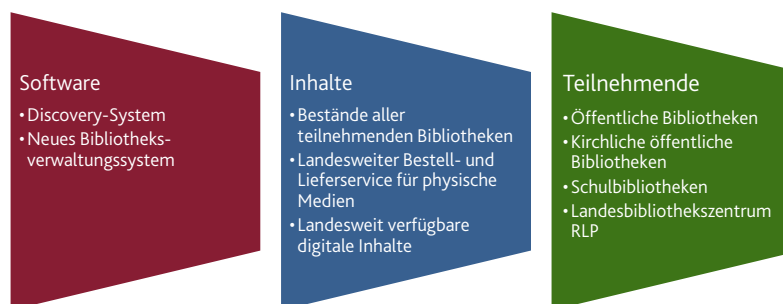 Software
•Discovery-System
•Neues Bibliotheks-
verwaltungssystem
Inhalte
•Bestände aller
teilnehmenden Bibliotheken
•Landesweiter Bestell- und
Lieferservice für physische
Medien
•Landesweit verfügbare
digitale Inhalte
Teilnehmende
•Öffentliche Bibliotheken
•Kirchliche öffentliche
Bibliotheken
•Schulbibliotheken
•Landesbibliothekszentrum
RLP